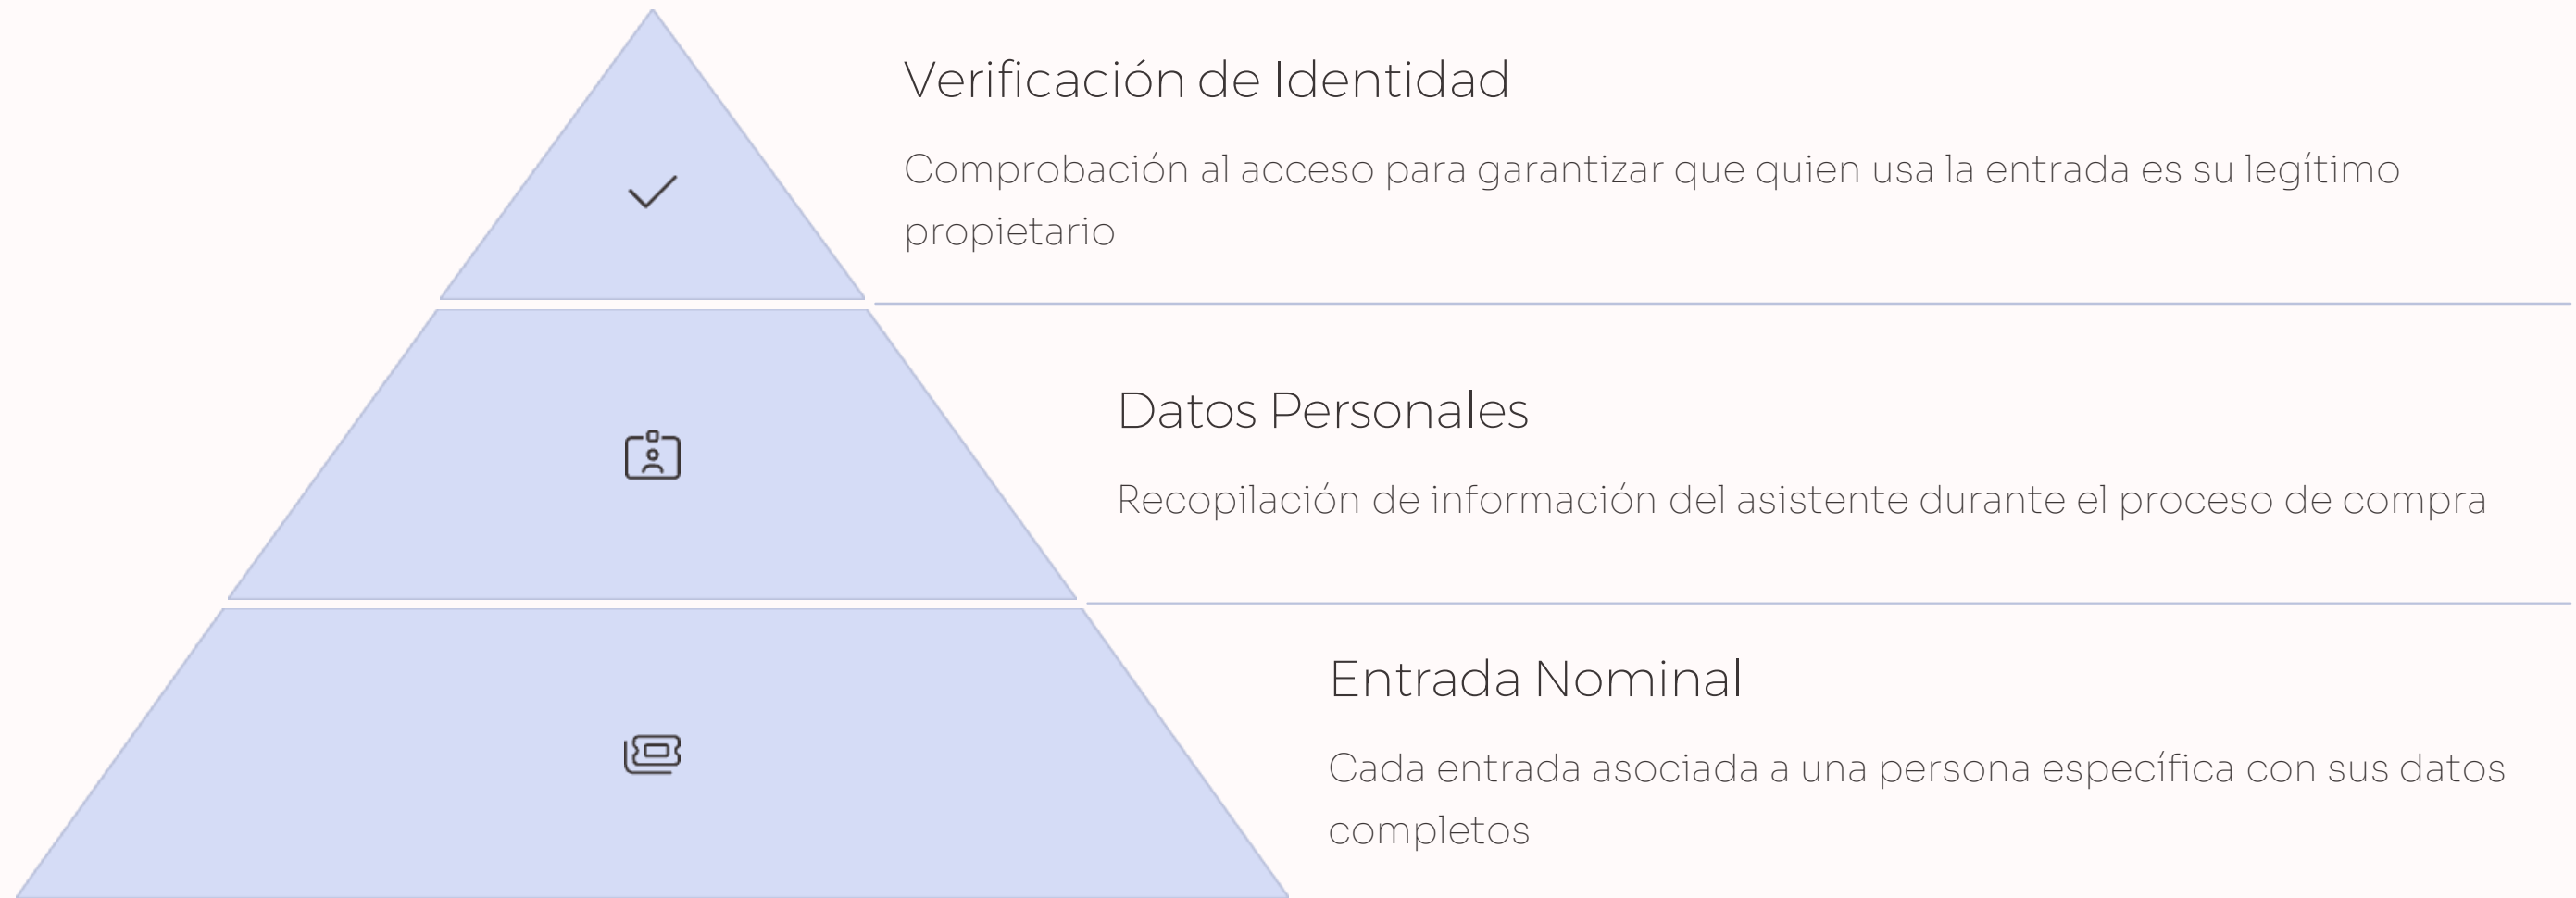 Verificación de Identidad
Comprobación al acceso para garantizar que quien usa la entrada es su legítimo
propietario
Datos Personales
Recopilación de información del asistente durante el proceso de compra
Entrada Nominal
Cada entrada asociada a una persona específica con sus datos
completos